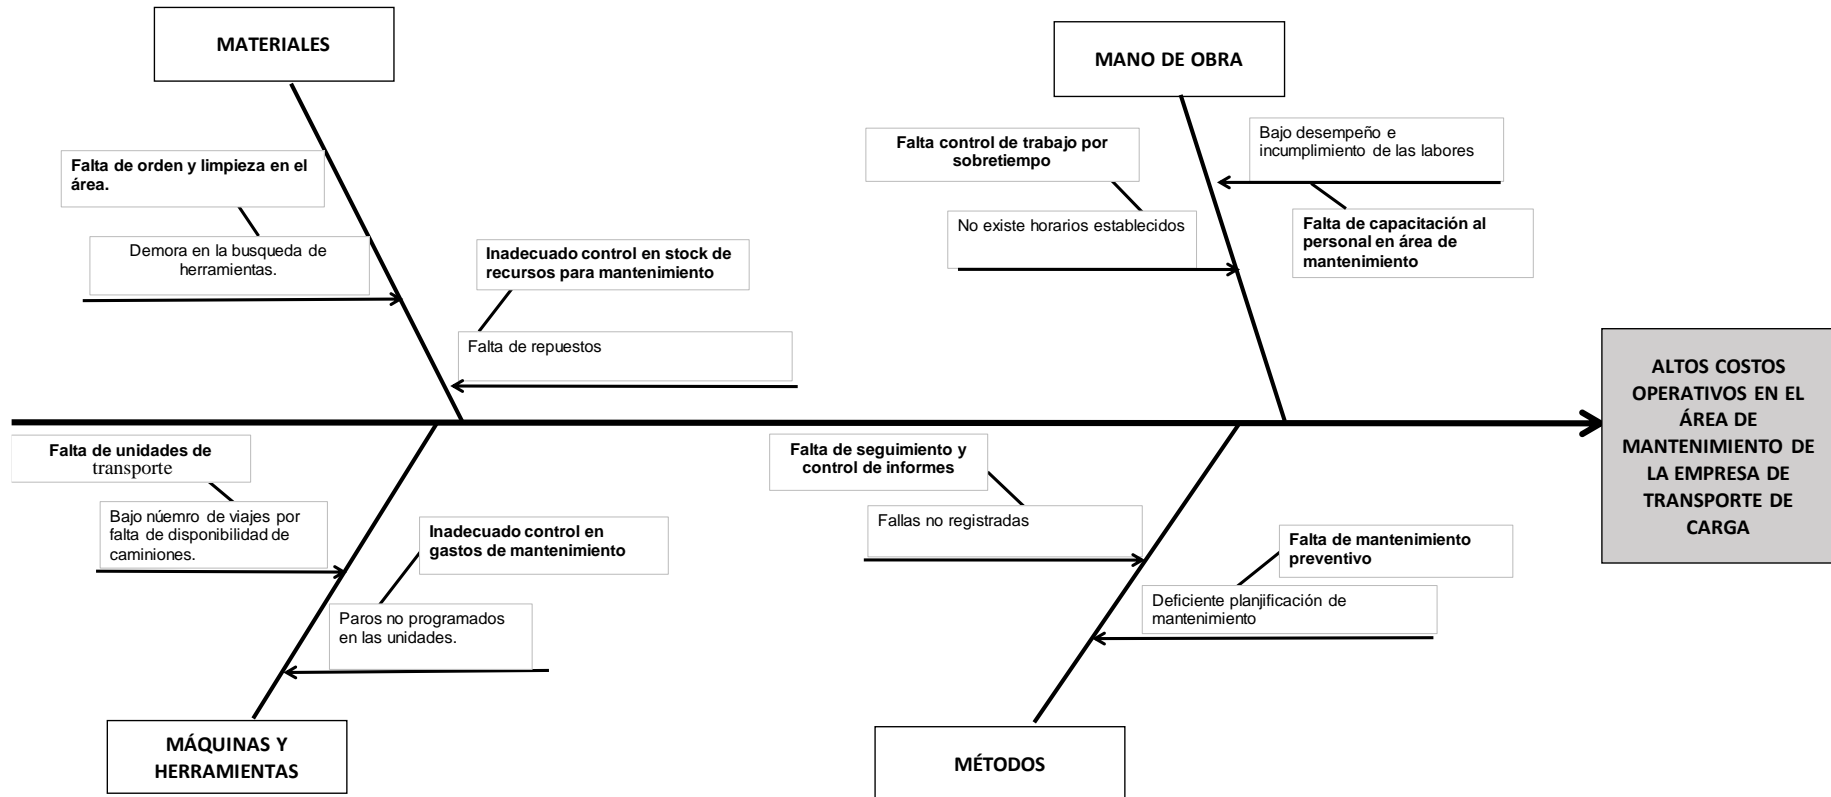 MATERIALES
MANO DE OBRA
Falta de orden y limpieza en el
área.
Demora en la busqueda de
herramientas.
Inadecuado control en stock de
recursos para mantenimiento
Falta de repuestos
Falta control de trabajo por
sobretiempo
No existe horarios establecidos
Bajo desempeño e
incumplimiento de las labores
Falta de capacitación al
personal en área de
mantenimiento
ALTOS COSTOS
OPERATIVOS EN EL
ÁREA DE
MANTENIMIENTO DE
LA EMPRESA DE
TRANSPORTE DE
CARGA
Falta de unidades de
transporte
Bajo núemro de viajes por
falta de disponibilidad de
caminiones.
Inadecuado control en
gastos de mantenimiento
Paros no programados
en las unidades.
Falta de seguimiento y
control de informes
Fallas no registradas
Falta de mantenimiento
preventivo
Deficiente planjificación de
mantenimiento
MÁQUINAS Y
HERRAMIENTAS
MÉTODOS